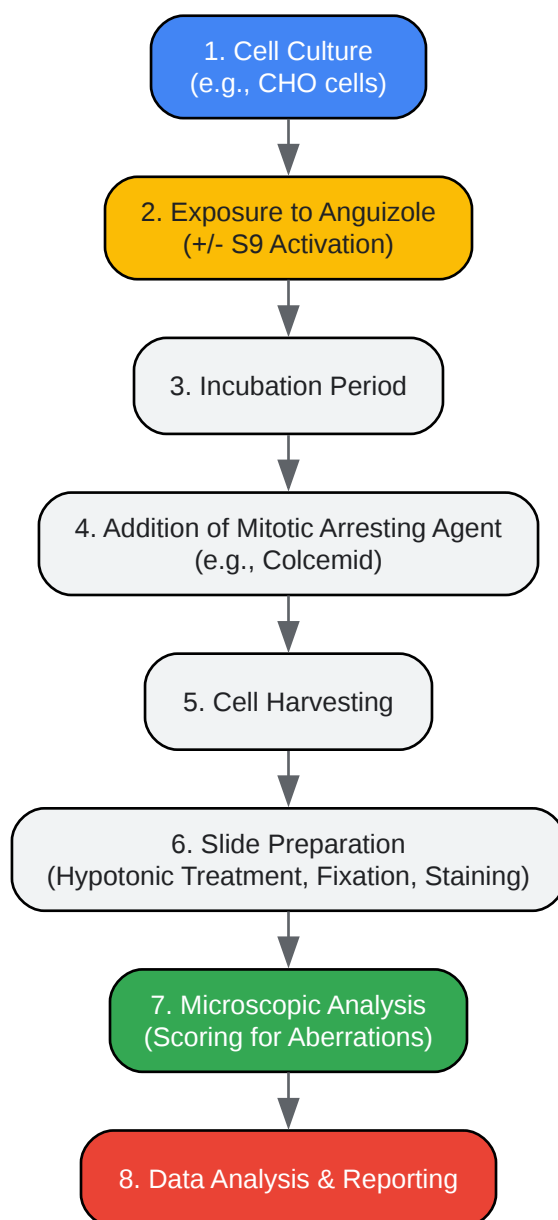 1. Cell Culture
(e.g., CHO cells)
2. Exposure to Anguizole
(+/- S9 Activation)
3. Incubation Period
4. Addition of Mitotic Arresting Agent
(e.g., Colcemid)
5. Cell Harvesting
6. Slide Preparation
(Hypotonic Treatment, Fixation, Staining)
7. Microscopic Analysis
(Scoring for Aberrations)
8. Data Analysis & Reporting